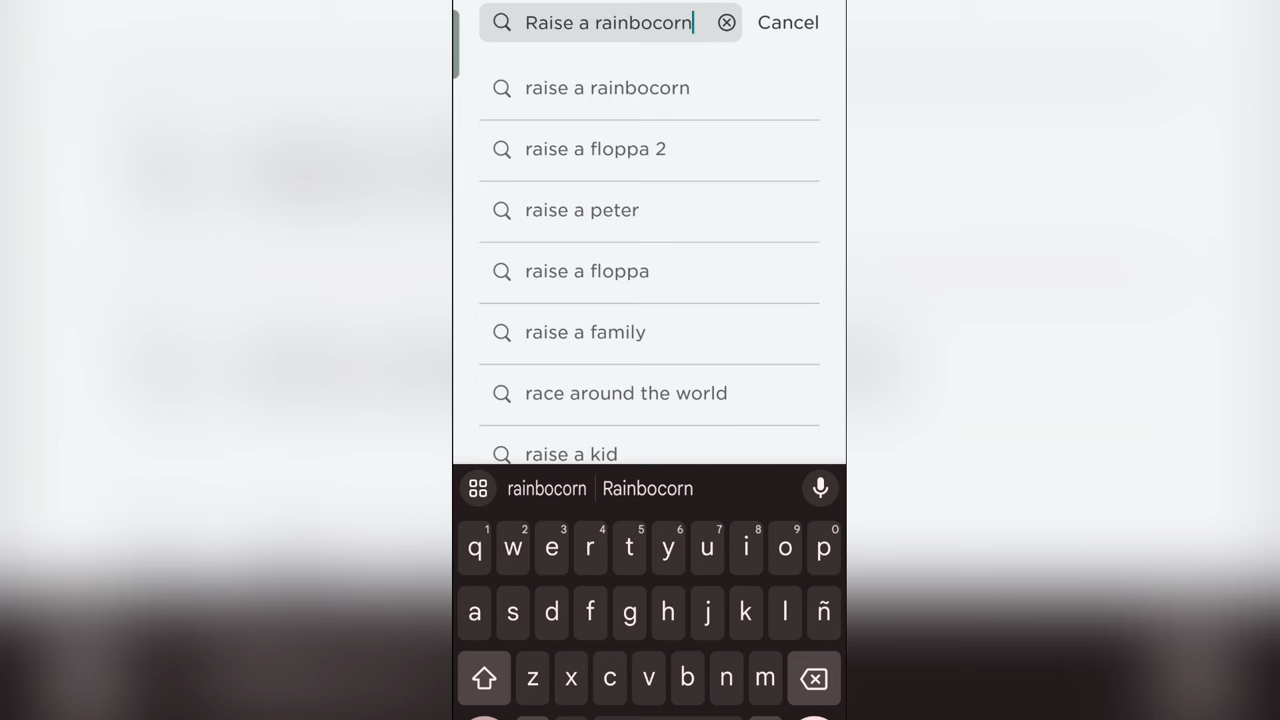 Raise a rainbocorn Cancel
raise a rainbocorn
raise a floppa 2
raise a peter
raise a floppa
raise a family
race around the world
raise a kid
rainbocorn Rainbocorn
1 2 3 4 5 6 7 8 9 0
q w e r t y u i o p
a s d f g h j k l ñ
z x c v b n m